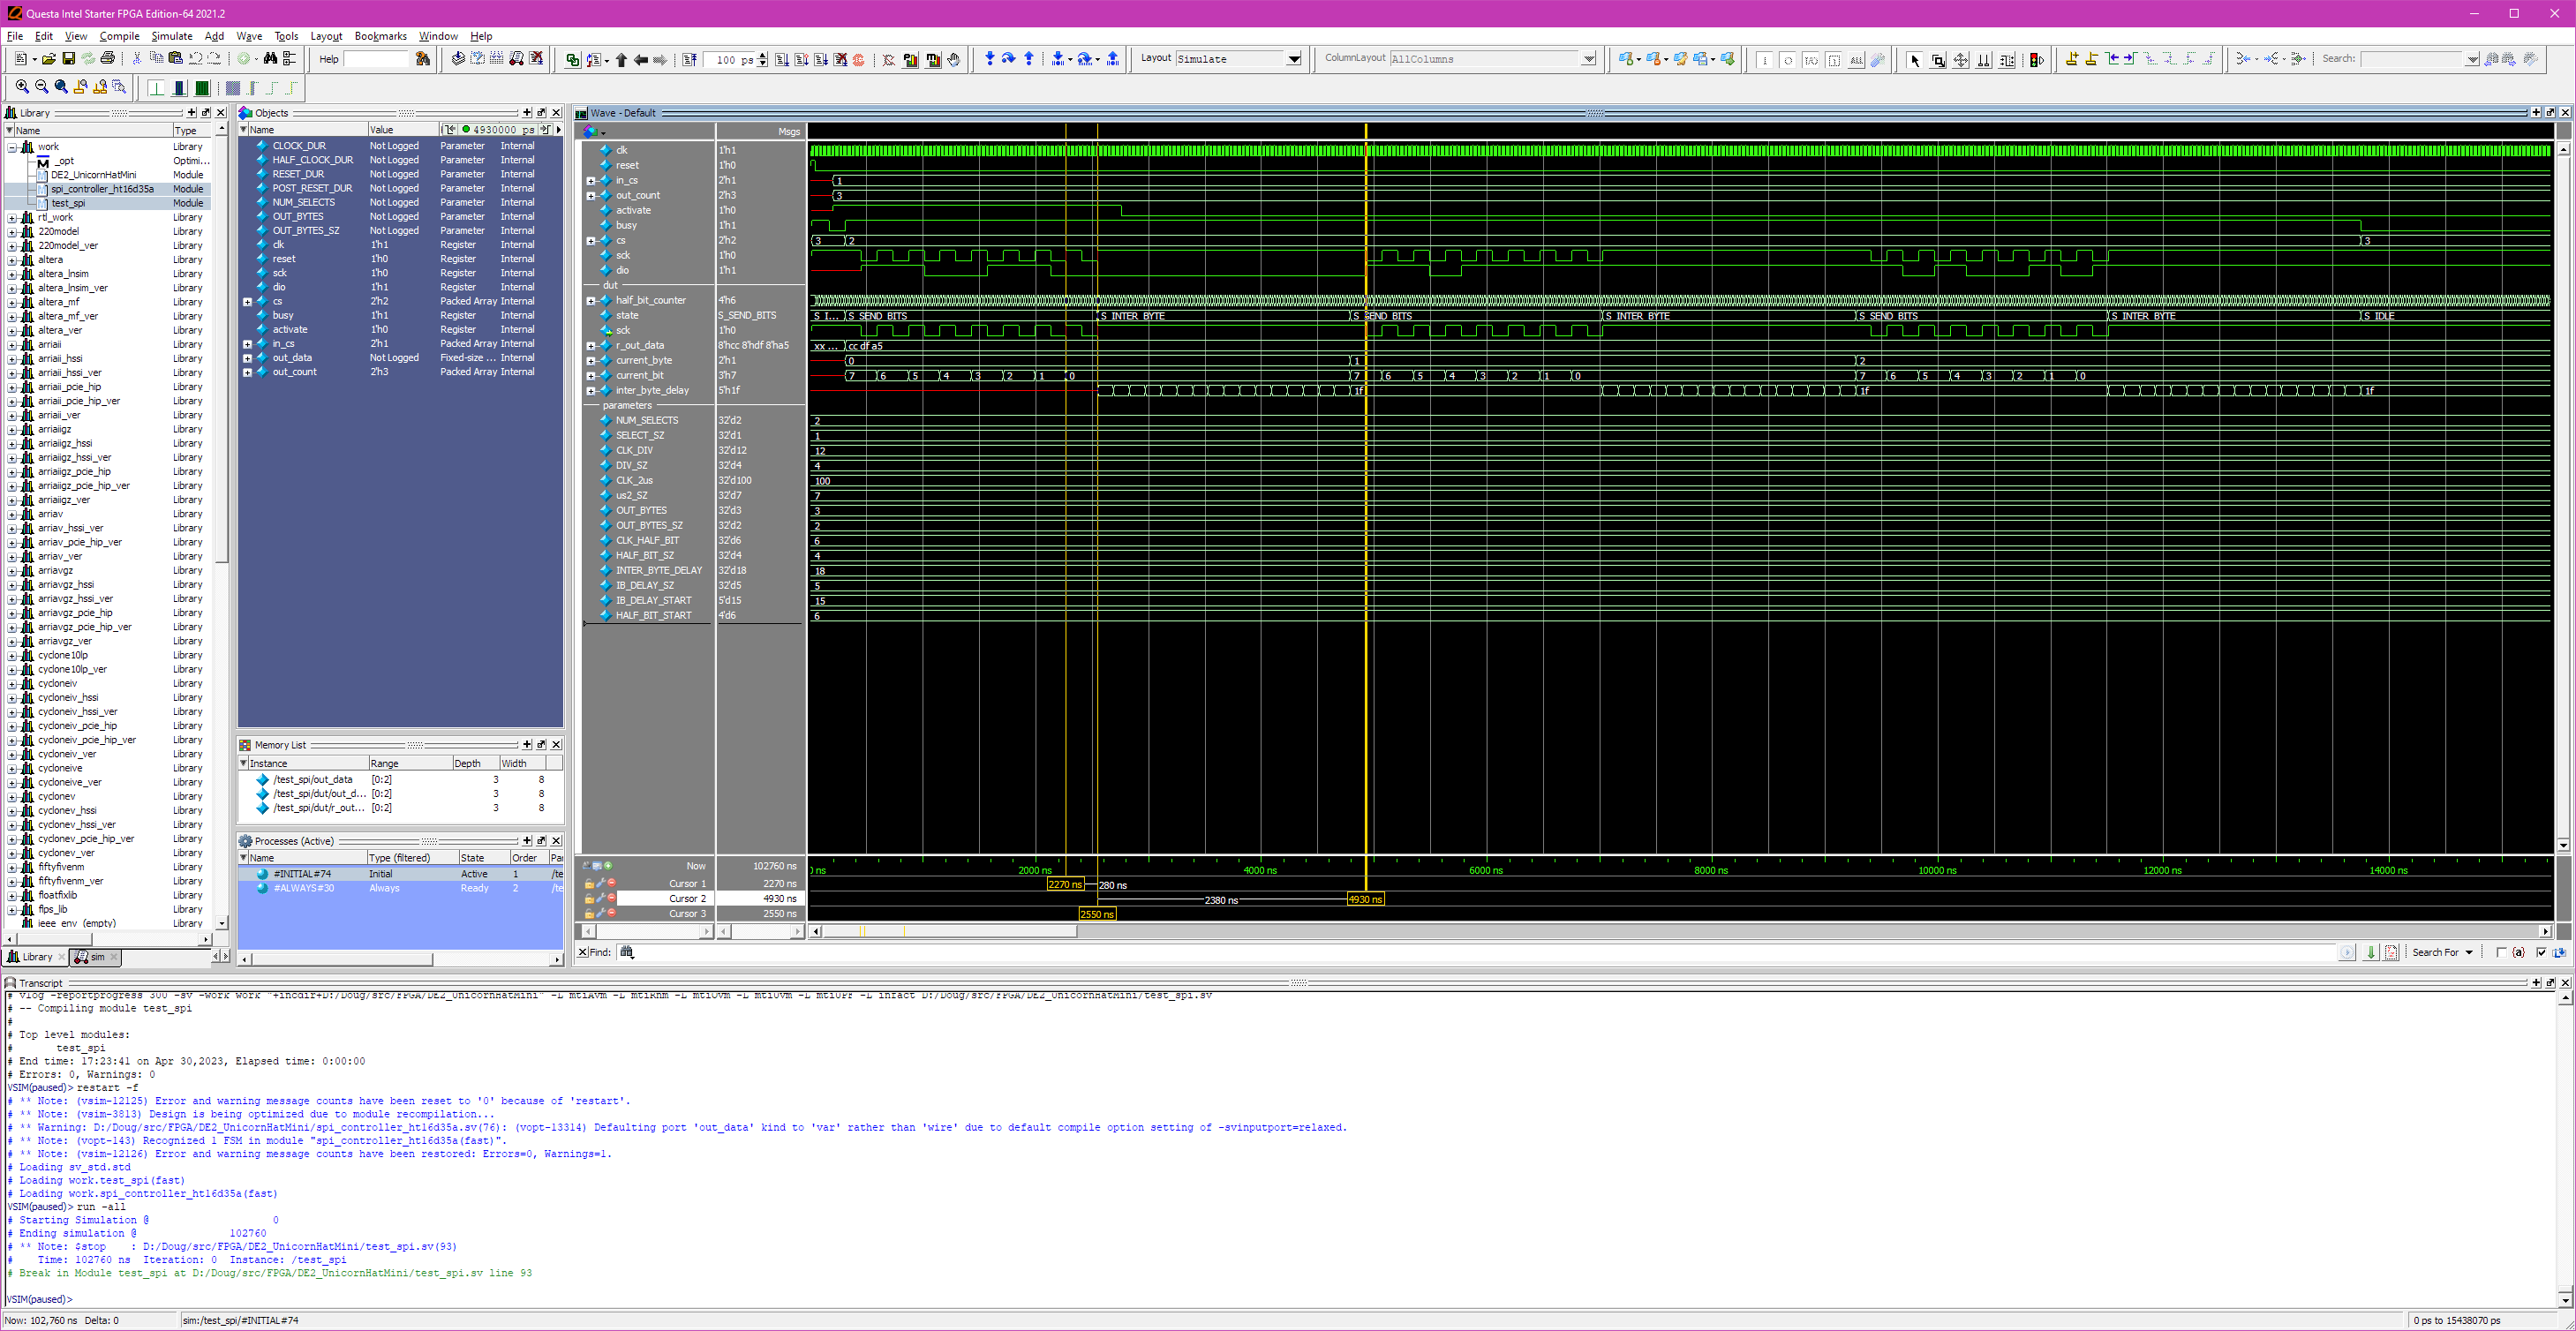 Questa Intel Starter FPGA Edition-64 2021.2
File Edit View Compile Simulate Add Wave Tools Layout Bookmarks Window Help
Help 100 ps Layout Simulate ColumnLayout AllColumns Search:
Library
Name Type
work Library
_opt Optimi...
DE2_UnicornHatMini Module
spi_controller_ht16d35a Module
test_spi Module
rtl_work Library
220model Library
220model_ver Library
altera Library
altera_lnsim Library
altera_lnsim_ver Library
altera_mf Library
altera_mf_ver Library
altera_ver Library
arriaii Library
arriaii_hssi Library
arriaii_hssi_ver Library
arriaii_pcie_hip Library
arriaii_pcie_hip_ver Library
arriaii_ver Library
arriaiigz Library
arriaiigz_hssi Library
arriaiigz_hssi_ver Library
arriaiigz_pcie_hip Library
arriaiigz_pcie_hip_ver Library
arriaiigz_ver Library
arriav Library
arriav_hssi_ver Library
arriav_pcie_hip_ver Library
arriav_ver Library
arriavgz Library
arriavgz_hssi Library
arriavgz_hssi_ver Library
arriavgz_pcie_hip Library
arriavgz_pcie_hip_ver Library
arriavgz_ver Library
cyclone10lp Library
cyclone10lp_ver Library
cycloneiv Library
cycloneiv_hssi Library
cycloneiv_hssi_ver Library
cycloneiv_pcie_hip Library
cycloneiv_pcie_hip_ver Library
cycloneiv_ver Library
cycloneive Library
cycloneive_ver Library
cyclonev Library
cyclonev_hssi Library
cyclonev_hssi_ver Library
cyclonev_pcie_hip_ver Library
cyclonev_ver Library
fiftyfivenm Library
fiftyfivenm_ver Library
floatfixlib Library
flps_lib Library
ieee_env (empty) Library
Library sim
Objects
Name Value 4930000 ps
CLOCK_DUR Not Logged Parameter Internal
HALF_CLOCK_DUR Not Logged Parameter Internal
RESET_DUR Not Logged Parameter Internal
POST_RESET_DUR Not Logged Parameter Internal
NUM_SELECTS Not Logged Parameter Internal
OUT_BYTES Not Logged Parameter Internal
OUT_BYTES_SZ Not Logged Parameter Internal
clk 1'h1 Register Internal
reset 1'h0 Register Internal
sck 1'h0 Register Internal
dio 1'h1 Register Internal
cs 2'h2 Packed Array Internal
busy 1'h1 Register Internal
activate 1'h0 Register Internal
in_cs 2'h1 Packed Array Internal
out_data Not Logged Fixed-size ... Internal
out_count 2'h3 Packed Array Internal
Memory List
Instance Range Depth Width
/test_spi/out_data [0:2] 3 8
/test_spi/dut/out_d... [0:2] 3 8
/test_spi/dut/r_out... [0:2] 3 8
Processes (Active)
Name Type (filtered) State Order Pa
#INITIAL#74 Initial Active 1 /te
#ALWAYS#30 Always Ready 2 /te
Wave - Default
Msgs
clk 1'h1
reset 1'h0
in_cs 2'h1 1
out_count 2'h3 3
activate 1'h0
busy 1'h1
cs 2'h2 3 2 3
sck 1'h0
dio 1'h1
dut
half_bit_counter 4'h6
state S_SEND_BITS S_I... S_SEND_BITS S_INTER_BYTE S_SEND_BITS S_INTER_BYTE S_SEND_BITS S_INTER_BYTE S_IDLE
sck 1'h0
r_out_data 8'hcc 8'hdf 8'ha5 xx ... cc df a5
current_byte 2'h1 0 1 2
current_bit 3'h7 7 6 5 4 3 2 1 0 7 6 5 4 3 2 1 0 7 6 5 4 3 2 1 0
inter_byte_delay 5'h1f 1f 1f 1f
parameters
NUM_SELECTS 32'd2 2
SELECT_SZ 32'd1 1
CLK_DIV 32'd12 12
DIV_SZ 32'd4 4
CLK_2us 32'd100 100
us2_SZ 32'd7 7
OUT_BYTES 32'd3 3
OUT_BYTES_SZ 32'd2 2
CLK_HALF_BIT 32'd6 6
HALF_BIT_SZ 32'd4 4
INTER_BYTE_DELAY 32'd18 18
IB_DELAY_SZ 32'd5 5
IB_DELAY_START 5'd15 15
HALF_BIT_START 4'd6 6
Now 102760 ns ns 2000 ns 4000 ns 6000 ns 8000 ns 10000 ns 12000 ns 14000 ns
Cursor 1 2270 ns 2270 ns 280 ns
Cursor 2 4930 ns 2380 ns 4930 ns
Cursor 3 2550 ns 2550 ns
Find: Search For (a)
Transcript
# vlog -reportprogress 300 -sv -work work "+incdir+D:/Doug/src/FPGA/DE2_UnicornHatMini" -L mtiAvm -L mtiRnm -L mtiOvm -L mtiUvm -L mtiUPF -L infact D:/Doug/src/FPGA/DE2_UnicornHatMini/test_spi.sv
# -- Compiling module test_spi
#
# Top level modules:
# test_spi
# End time: 17:23:41 on Apr 30,2023, Elapsed time: 0:00:00
# Errors: 0, Warnings: 0
VSIM(paused)> restart -f
# ** Note: (vsim-12125) Error and warning message counts have been reset to '0' because of 'restart'.
# ** Note: (vsim-3813) Design is being optimized due to module recompilation...
# ** Warning: D:/Doug/src/FPGA/DE2_UnicornHatMini/spi_controller_ht16d35a.sv(76): (vopt-13314) Defaulting port 'out_data' kind to 'var' rather than 'wire' due to default compile option setting of -svinputport=relaxed.
# ** Note: (vopt-143) Recognized 1 FSM in module "spi_controller_ht16d35a(fast)".
# ** Note: (vsim-12126) Error and warning message counts have been restored: Errors=0, Warnings=1.
# Loading sv_std.std
# Loading work.test_spi(fast)
# Loading work.spi_controller_ht16d35a(fast)
VSIM(paused)> run -all
# Starting Simulation @ 0
# Ending simulation @ 102760
# ** Note: $stop : D:/Doug/src/FPGA/DE2_UnicornHatMini/test_spi.sv(93)
# Time: 102760 ns Iteration: 0 Instance: /test_spi
# Break in Module test_spi at D:/Doug/src/FPGA/DE2_UnicornHatMini/test_spi.sv line 93
VSIM(paused)>
Now: 102,760 ns Delta: 0 sim:/test_spi/#INITIAL#74 0 ps to 15438070 ps